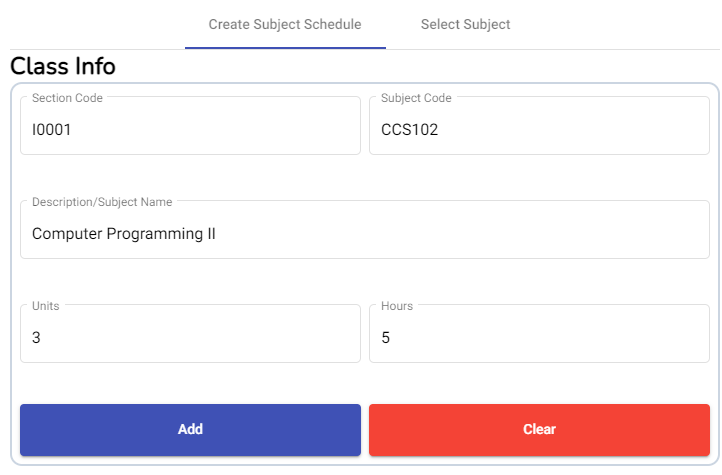 Create Subject Schedule Select Subject
Class Info
Section Code Subject Code
I0001 CCS102
Description/Subject Name
Computer Programming II
Units Hours
3 5
Add Clear